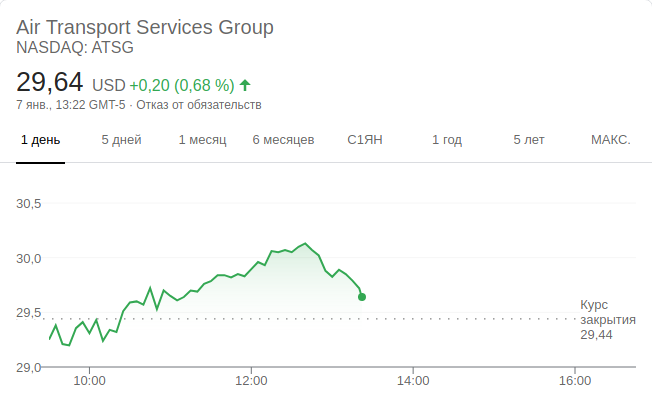 Air Transport Services Group
NASDAQ: ATSG
29,64 USD +0,20 (0,68 %)
7 янв., 13:22 GMT-5 · Отказ от обязательств
1 день 5 дней 1 месяц 6 месяцев С1ЯН 1 год 5 лет МАКС.
30,5
30,0
29,5
Курс
закрытия
29,44
29,0
10:00 12:00 14:00 16:00